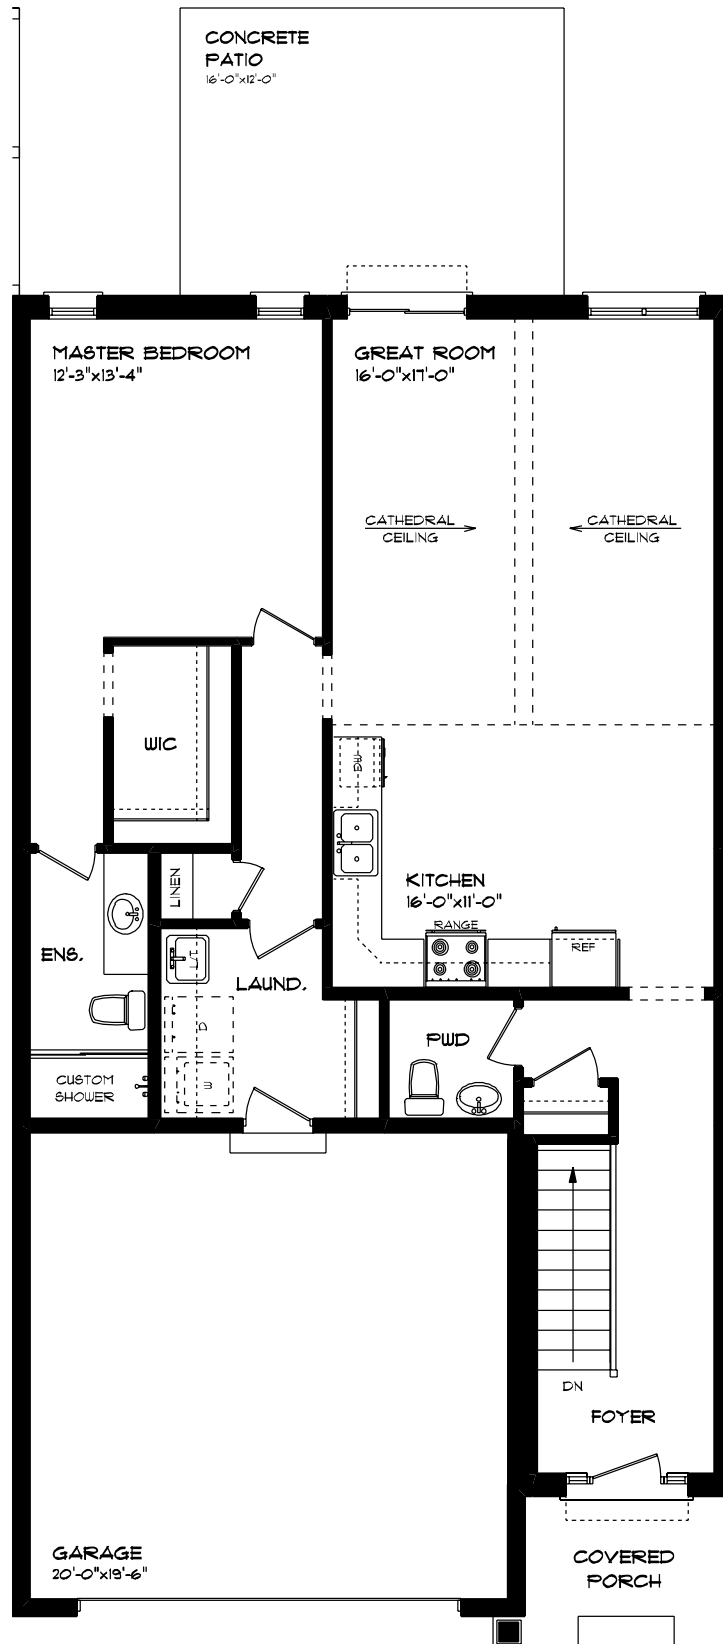 CONCRETE
PATIO
16'-0"x12'-0"
MASTER BEDROOM
12'-3"x13'-4"
GREAT ROOM
16'-0"x17'-0"
CATHEDRAL
CEILING
CATHEDRAL
CEILING
WIC
DW
LINEN
KITCHEN
16'-0"x11'-0"
RANGE
REF
ENS.
L/T
LAUND.
D
W
PWD
CUSTOM
SHOWER
DN
FOYER
GARAGE
20'-0"x19'-6"
COVERED
PORCH